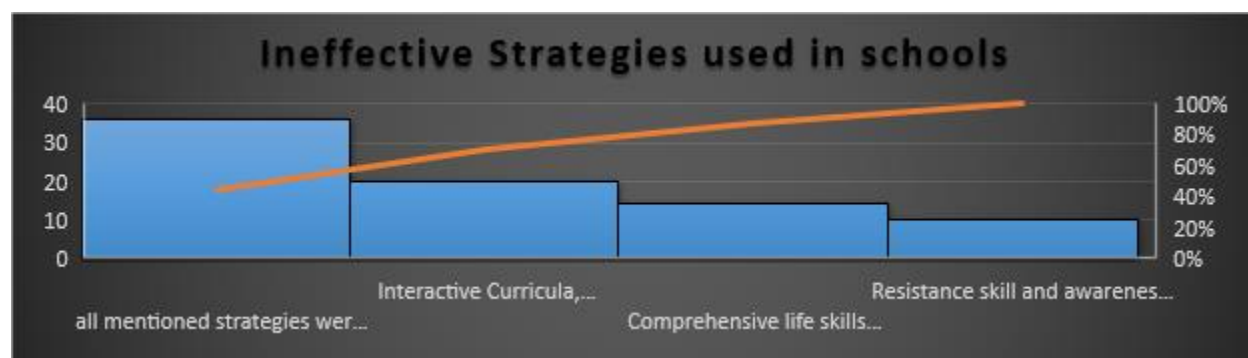 Ineffective Strategies used in schools
40
30
20
10
0
100%
80%
60%
40%
20%
0%
all mentioned strategies wer...
Interactive Curricula,...
Comprehensive life skills...
Resistance skill and awarenes...